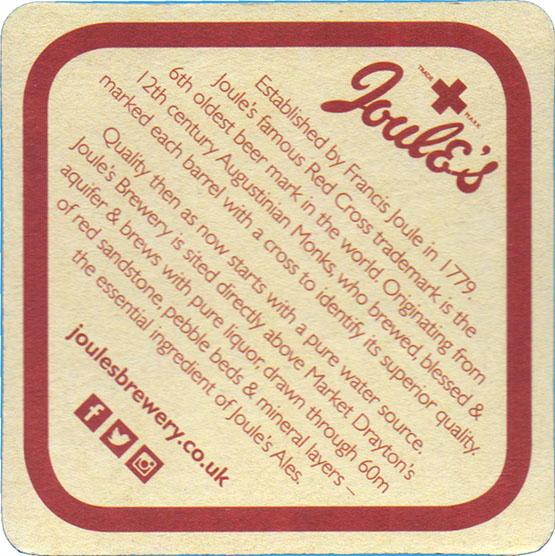 TRADE MARK
Joule's
Established by Francis Joule in 1779.
Joule's famous Red Cross trademark is the
6th oldest beer mark in the world. Originating from
12th century Augustinian Monks, who brewed, blessed &
marked each barrel with a cross to identify its superior quality.
Quality then as now starts with a pure water source.
Joule's Brewery is sited directly above Market Drayton's
aquifer & brews with pure liquor, drawn through 60m
of red sandstone, pebble beds & mineral layers –
the essential ingredient of Joule's Ales.
joulesbrewery.co.uk